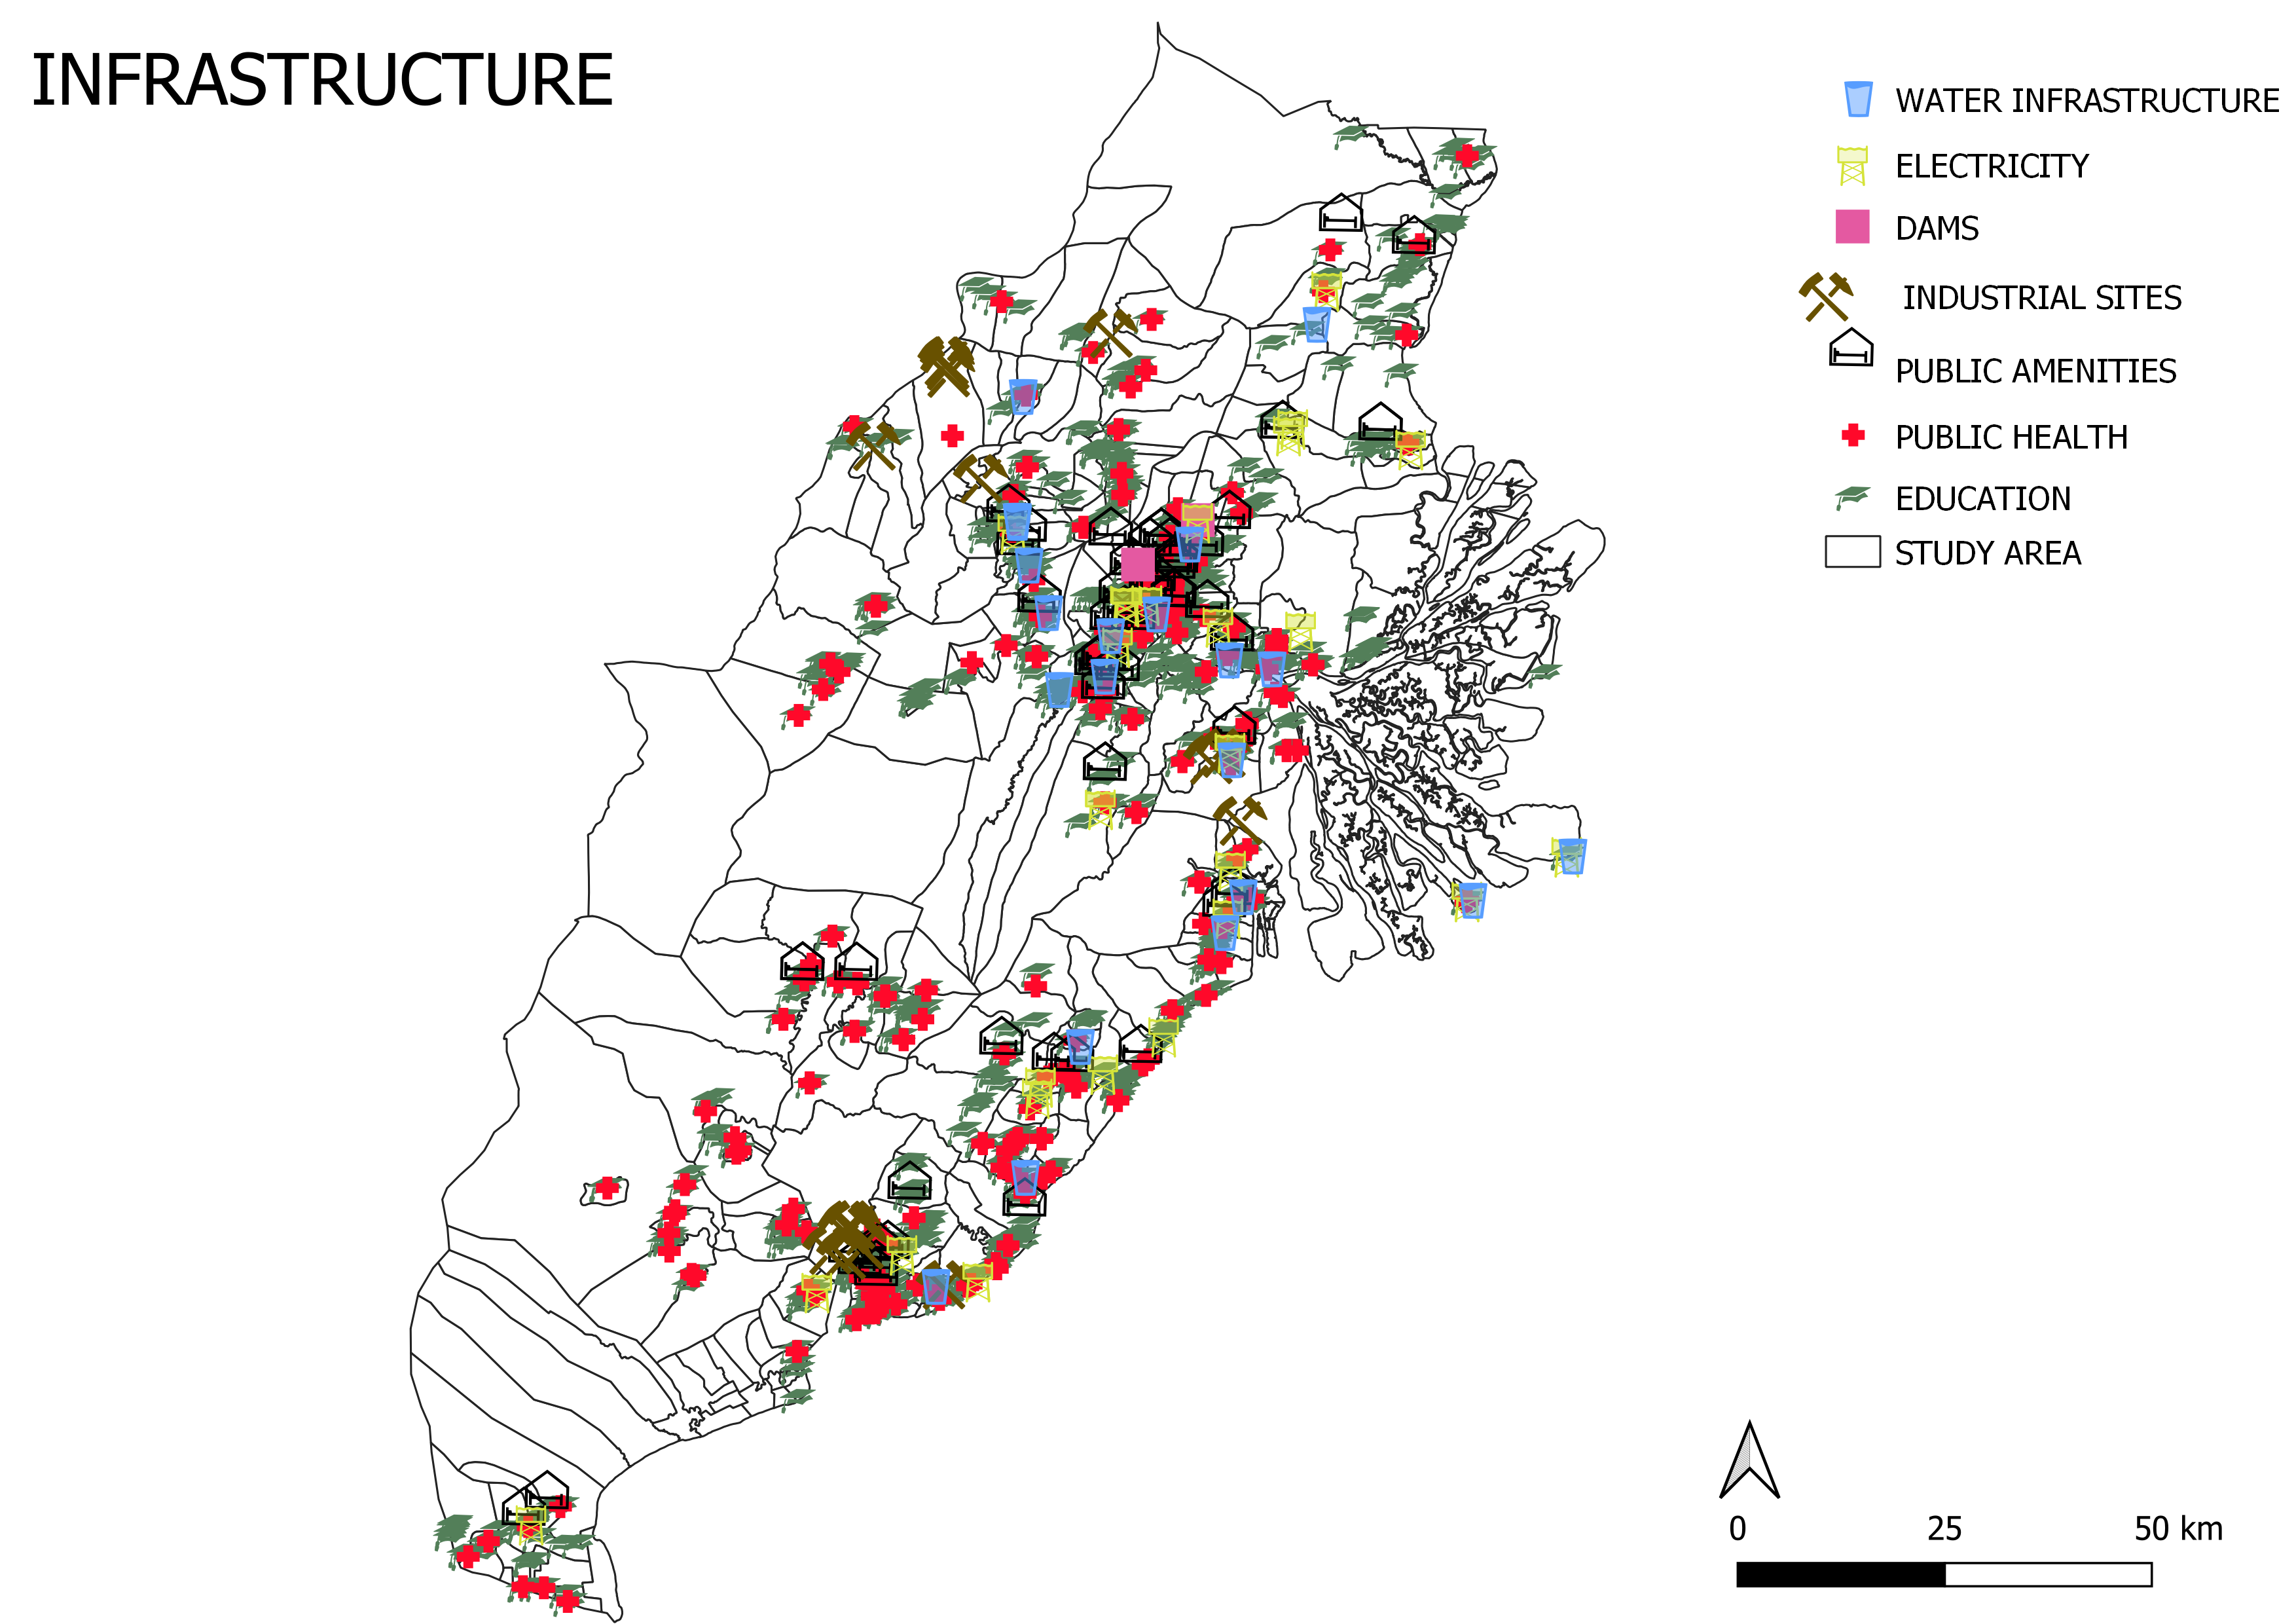 INFRASTRUCTURE
WATER INFRASTRUCTURE
ELECTRICITY
DAMS
INDUSTRIAL SITES
PUBLIC AMENITIES
PUBLIC HEALTH
EDUCATION
STUDY AREA
0 25 50 km